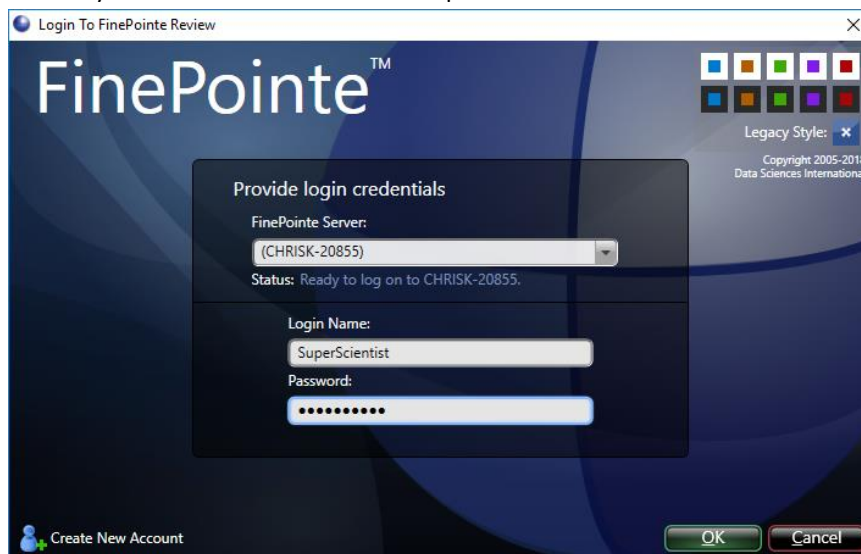 Login To FinePointe Review
FinePointe™
Legacy Style:
Copyright 2005-201
Data Sciences Internationa
Provide login credentials
FinePointe Server:
(CHRISK-20855)
Status: Ready to log on to CHRISK-20855.
Login Name:
SuperScientist
Password:
••••••••••
Create New Account
OK
Cancel